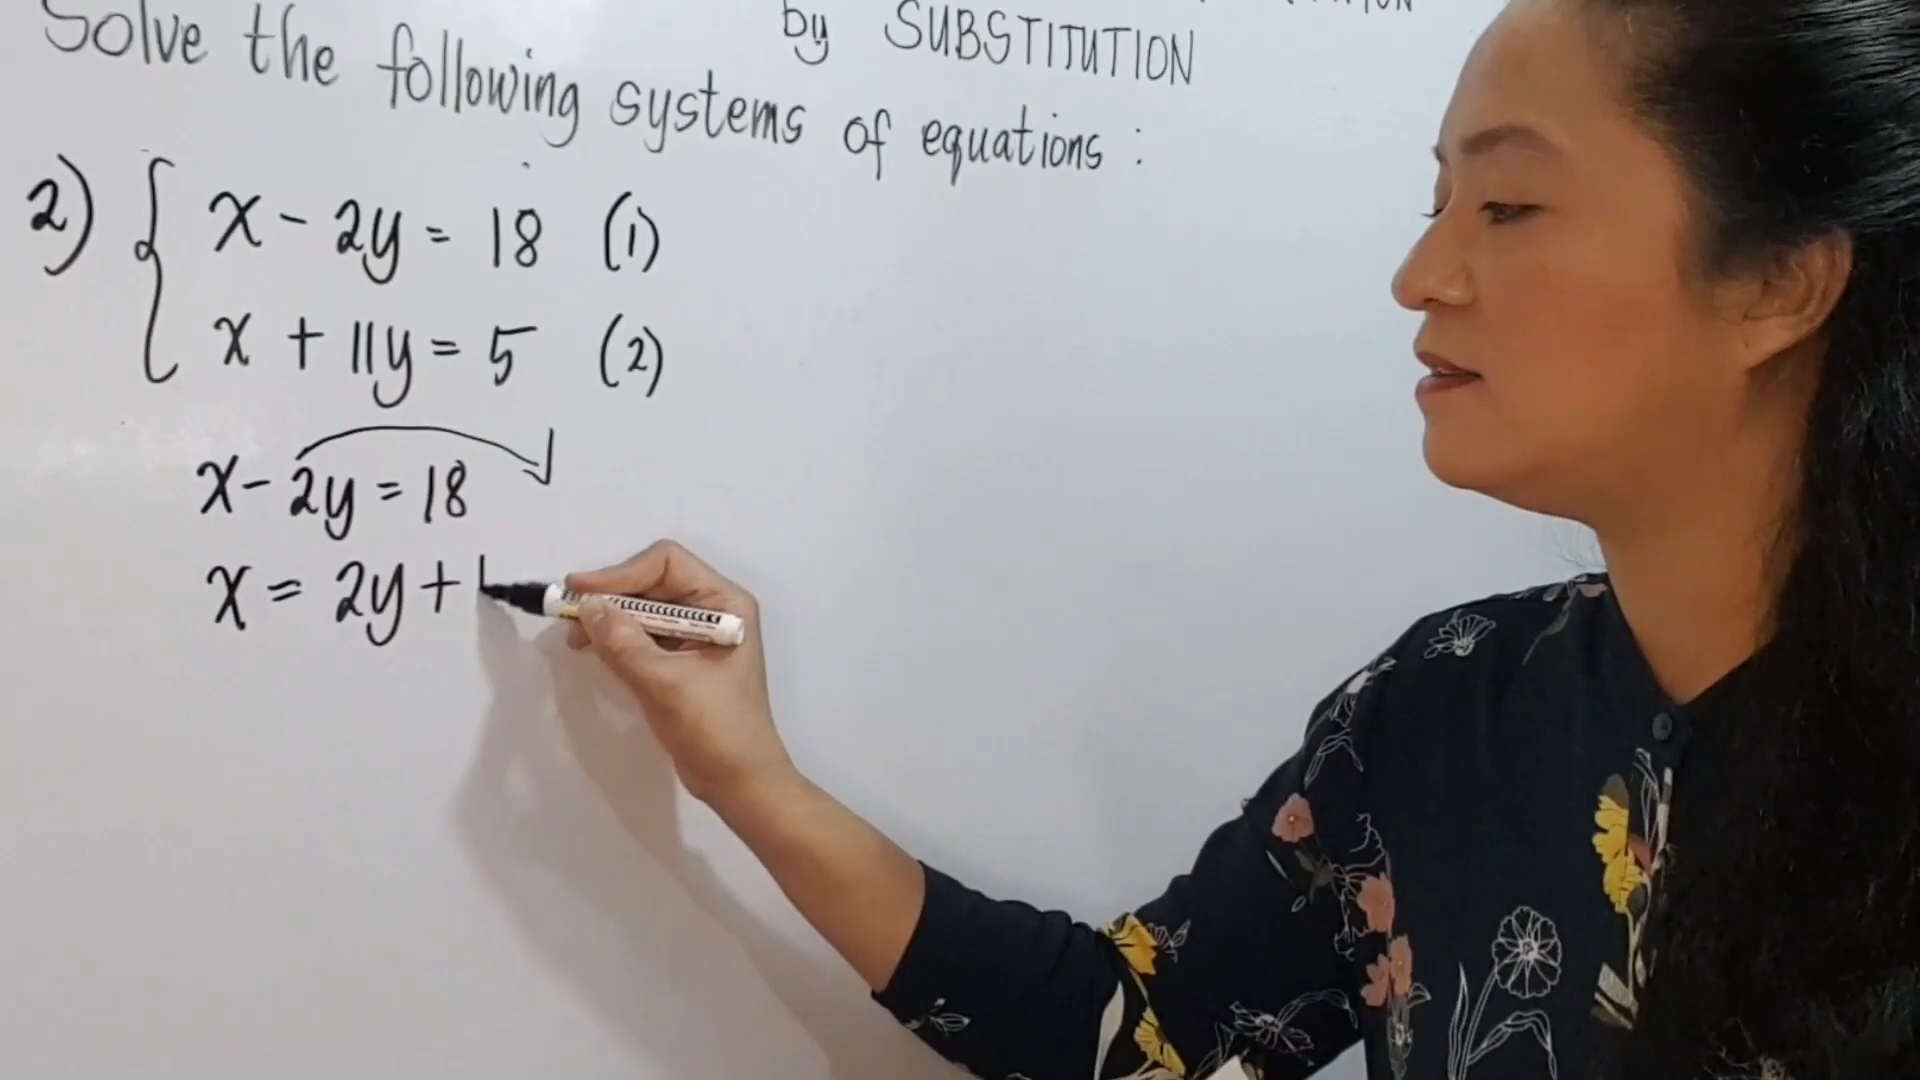 by SUBSTITUTION
Solve the following systems of equations :
2) { x - 2y = 18 (1)
x + 11y = 5 (2)
x - 2y = 18
x = 2y +